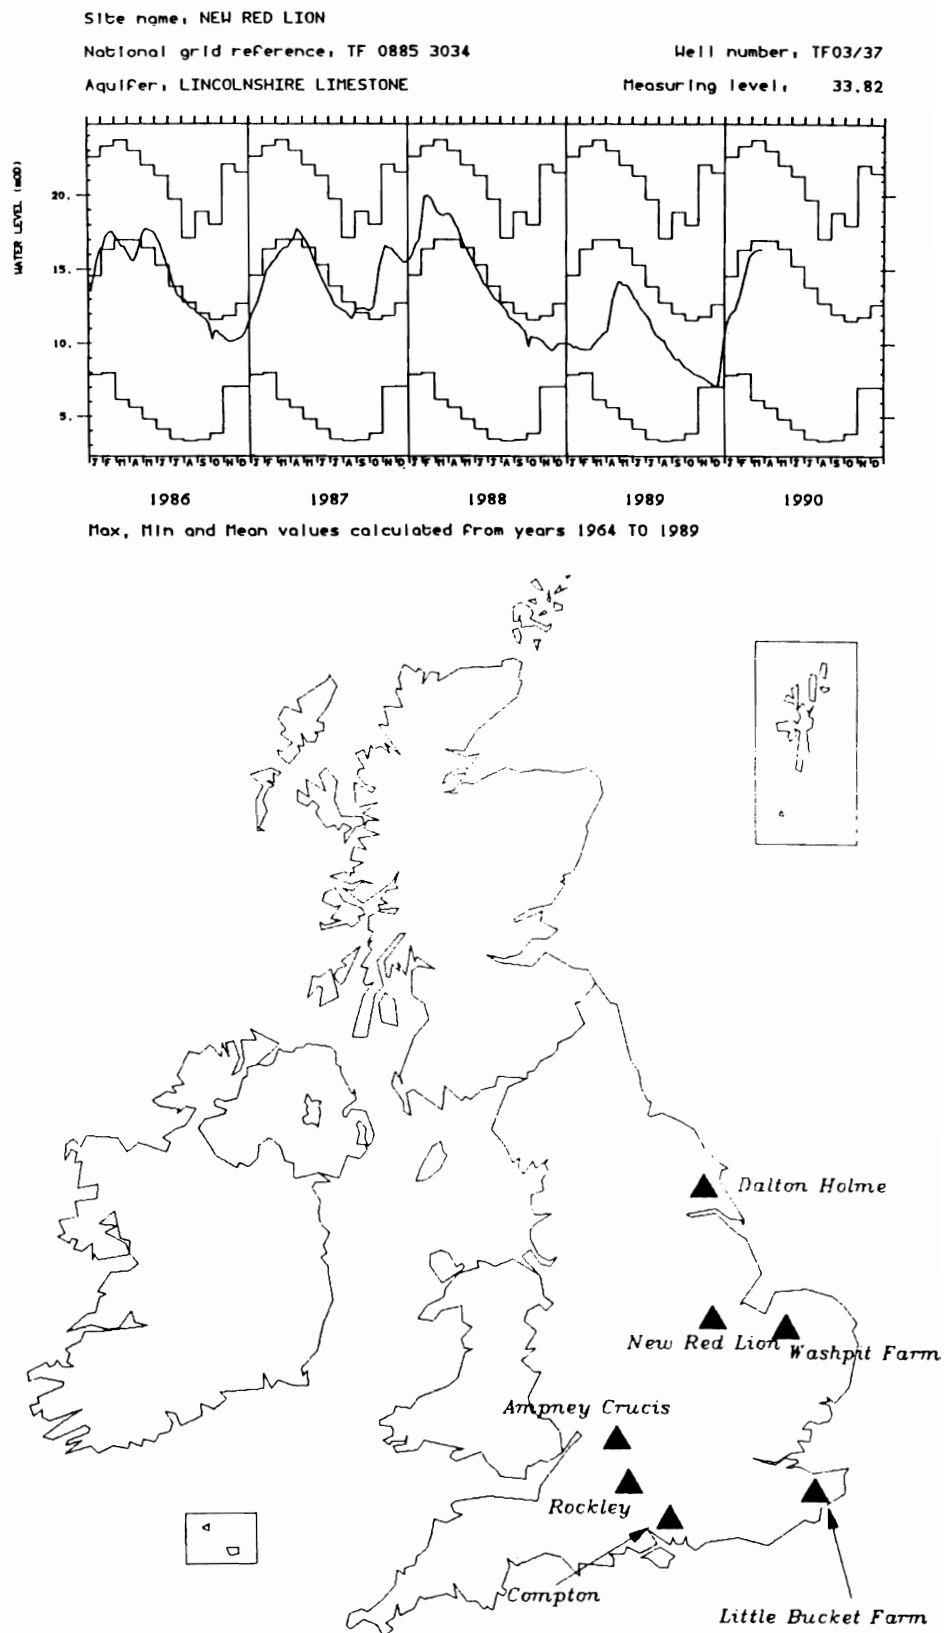 Site name: NEW RED LION
National grid reference: TF 0885 3034 Well number: TF03/37
Aquifer: LINCOLNSHIRE LIMESTONE Measuring level: 33.82
WATER LEVEL (mOD)
20.
15.
10.
5.
J F M A M J J A S O N D J F M A M J J A S O N D J F M A M J J A S O N D J F M A M J J A S O N D J F M A M J J A S O N D
1986 1987 1988 1989 1990
Max, Min and Mean values calculated from years 1964 TO 1989
Dalton Holme
New Red Lion
Washpit Farm
Ampney Crucis
Rockley
Compton
Little Bucket Farm